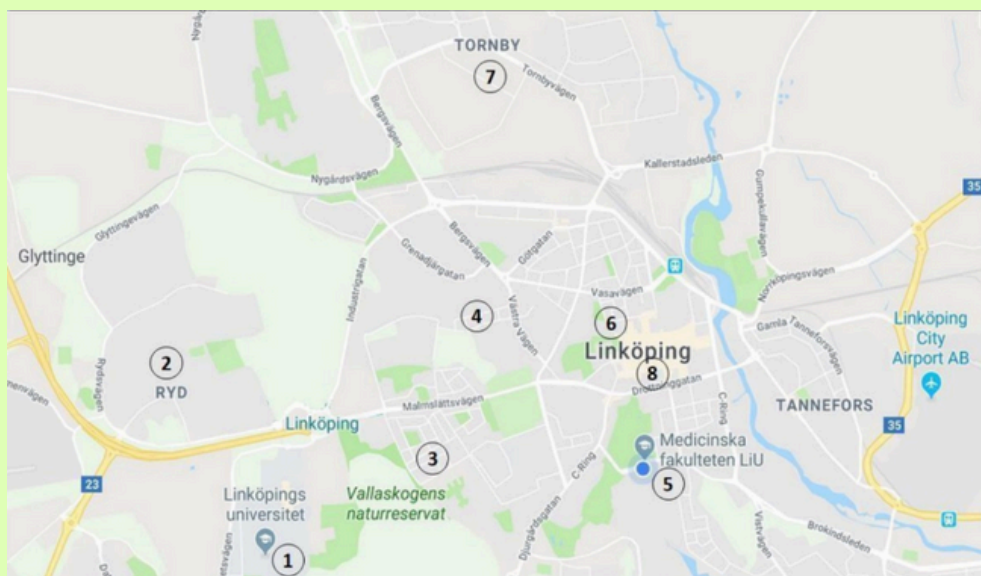 TORNBY
7
Tornbyvägen
Bergsvägen
Kallerstadsleden
Gumpekullavägen
35
Nygårdsvägen
Glyttingevägen
Glyttinge
Bergsvägen
Götgatan
Grenadjärgatan
Industrigatan
Vasavägen
Norrköpingsvägen
4
Västra Vägen
6
Gamla Tanneforsvägen
Linköping
City
Airport AB
Linköping
2
RYD
Rydsvägen
8
Drottninggatan
C-Ring
TANNEFORS
35
Malmslättsvägen
Linköping
3
C-Ring
Medicinska
fakulteten LiU
5
23
Linköpings
universitet
Vallaskogens
naturreservat
1
Djurgårdsgatan
Vistvägen
Brokindsleden